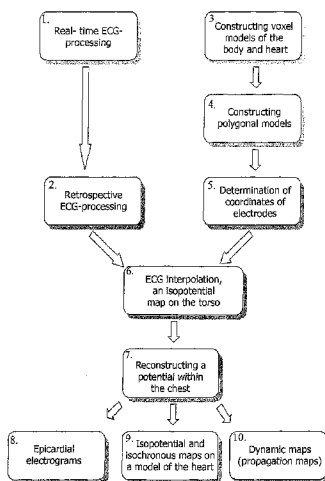 1.
Real- time ECG-
processing
3
Constructing voxel
models of the
body and heart
4.
Constructing
polygonal models
2.
Retrospective
ECG-processing
5.
Determination of
coordinates of
electrodes
6.
ECG interpolation,
an isopotential
map on the torso
7.
Reconstructing a
potential within
the chest
8.
Epicardial
electrograms
9.
Isopotential and
isochronous maps on
a model of the heart
10.
Dynamic maps
(propagation maps)